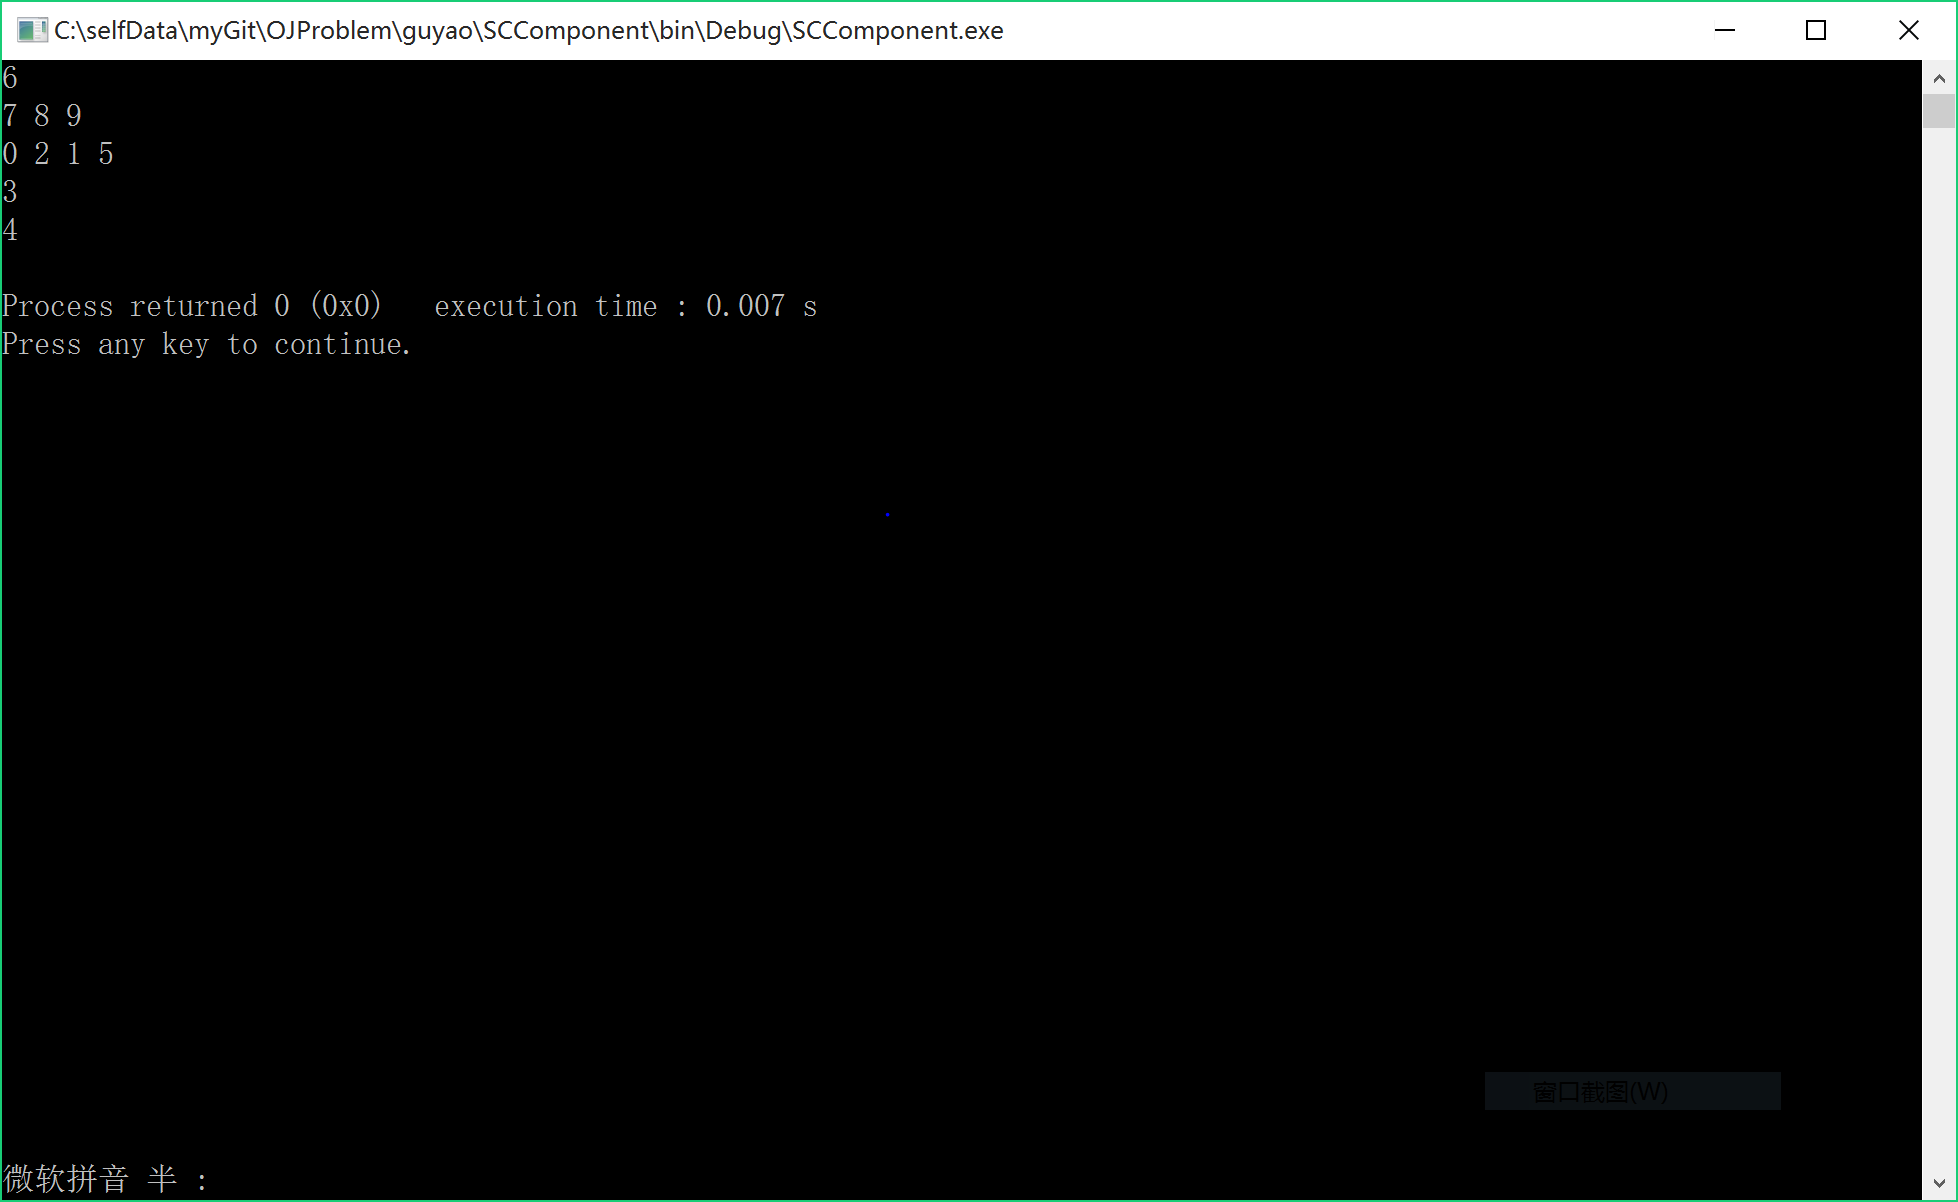 C:\selfData\myGit\OJProblem\guyao\SCComponent\bin\Debug\SCComponent.exe
6
7 8 9
0 2 1 5
3
4
Process returned 0 (0x0)   execution time : 0.007 s
Press any key to continue.
窗口截图(W)
微软拼音 半 :